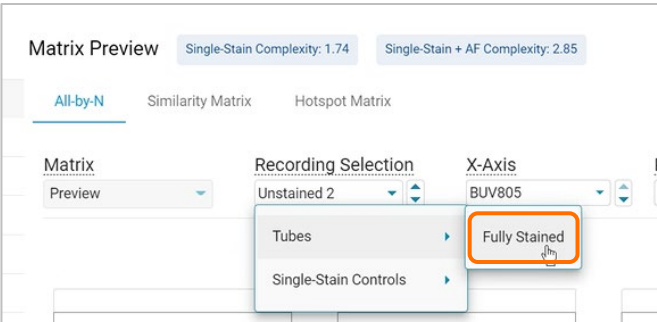 Matrix Preview Single-Stain Complexity: 1.74 Single-Stain + AF Complexity: 2.85
All-by-N Similarity Matrix Hotspot Matrix
Matrix Recording Selection X-Axis
Preview Unstained 2 BUV805
Tubes Fully Stained
Single-Stain Controls